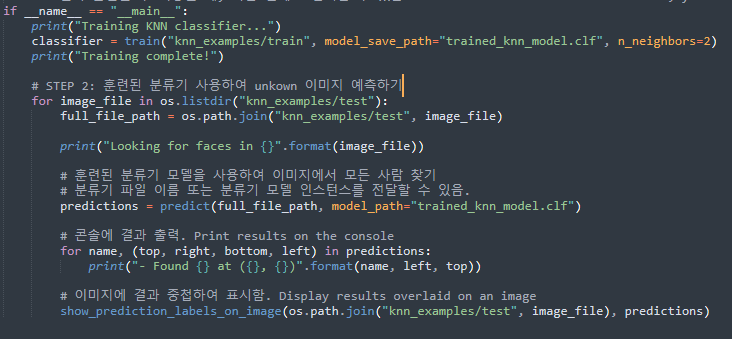 if __name__ == "__main__":
    print("Training KNN classifier...")
    classifier = train("knn_examples/train", model_save_path="trained_knn_model.clf", n_neighbors=2)
    print("Training complete!")

    # STEP 2: 훈련된 분류기 사용하여 unkown 이미지 예측하기
    for image_file in os.listdir("knn_examples/test"):
        full_file_path = os.path.join("knn_examples/test", image_file)

        print("Looking for faces in {}".format(image_file))

        # 훈련된 분류기 모델을 사용하여 이미지에서 모든 사람 찾기
        # 분류기 파일 이름 또는 분류기 모델 인스턴스를 전달할 수 있음.
        predictions = predict(full_file_path, model_path="trained_knn_model.clf")

        # 콘솔에 결과 출력. Print results on the console
        for name, (top, right, bottom, left) in predictions:
            print("- Found {} at ({}, {})".format(name, left, top))

        # 이미지에 결과 중첩하여 표시함. Display results overlaid on an image
        show_prediction_labels_on_image(os.path.join("knn_examples/test", image_file), predictions)